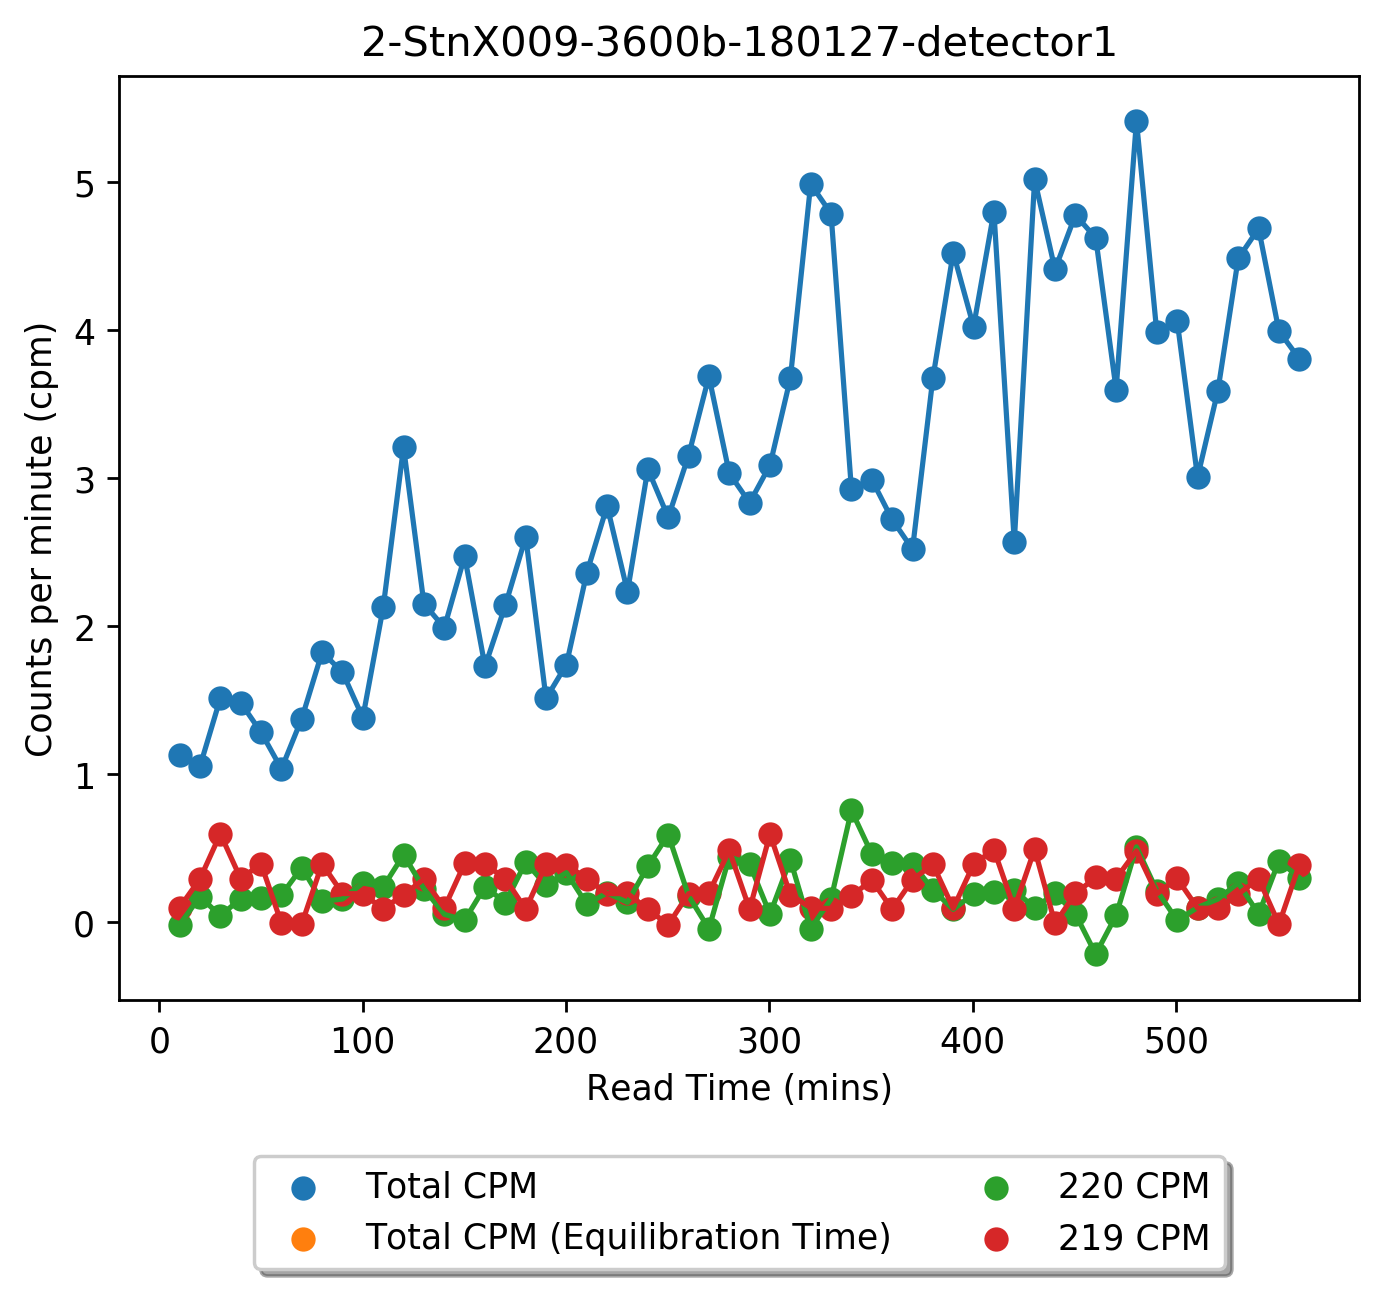 2-StnX009-3600b-180127-detector1
Counts per minute (cpm)
5
4
3
2
1
0
0 100 200 300 400 500
Read Time (mins)
Total CPM
Total CPM (Equilibration Time)
220 CPM
219 CPM